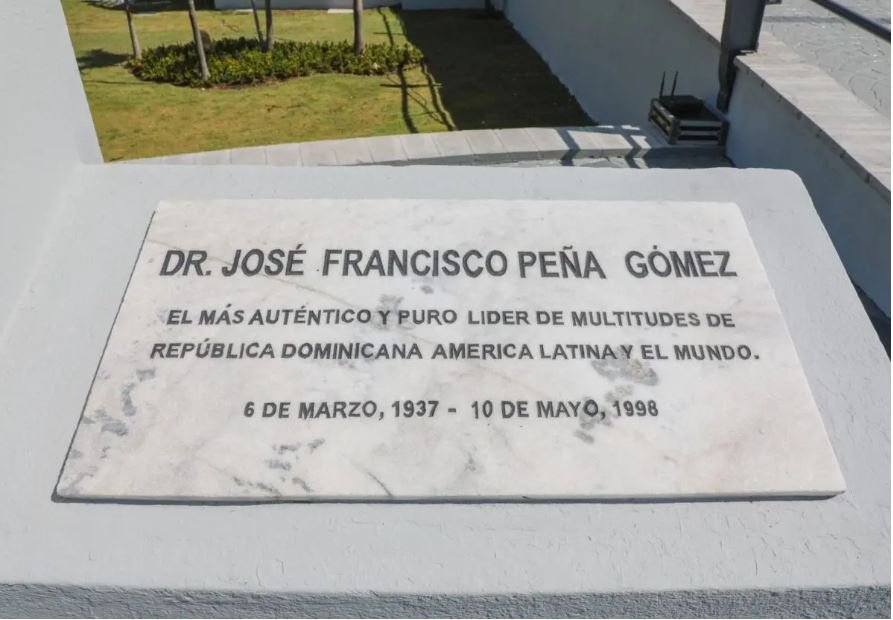 DR. JOSÉ FRANCISCO PEÑA GÓMEZ
EL MÁS AUTÉNTICO Y PURO LIDER DE MULTITUDES DE
REPÚBLICA DOMINICANA AMERICA LATINA Y EL MUNDO.
6 DE MARZO, 1937 - 10 DE MAYO, 1998